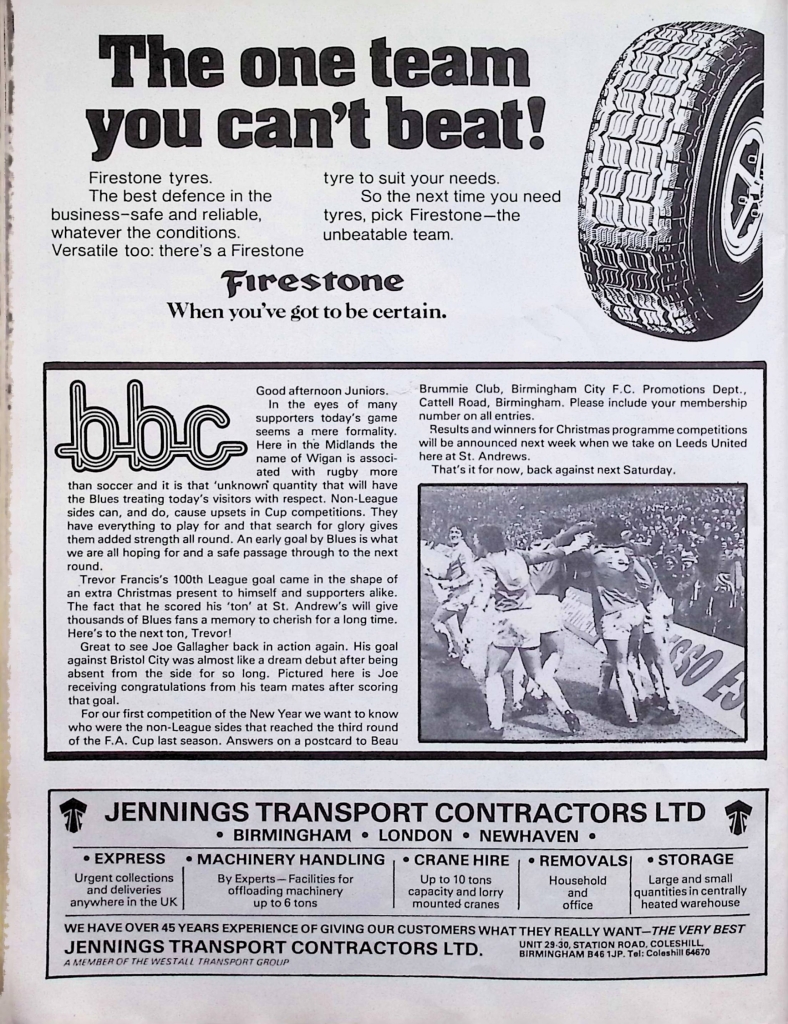 The one team
you can't beat!
Firestone tyres.
The best defence in the
business–safe and reliable,
whatever the conditions.
Versatile too: there's a Firestone
tyre to suit your needs.
So the next time you need
tyres, pick Firestone—the
unbeatable team.
Firestone
When you've got to be certain.
bbc
Good afternoon Juniors.
In the eyes of many
supporters today's game
seems a mere formality.
Here in the Midlands the
name of Wigan is associ-
ated with rugby more
than soccer and it is that 'unknown' quantity that will have
the Blues treating today's visitors with respect. Non-League
sides can, and do, cause upsets in Cup competitions. They
have everything to play for and that search for glory gives
them added strength all round. An early goal by Blues is what
we are all hoping for and a safe passage through to the next
round.
Trevor Francis's 100th League goal came in the shape of
an extra Christmas present to himself and supporters alike.
The fact that he scored his 'ton' at St. Andrew's will give
thousands of Blues fans a memory to cherish for a long time.
Here's to the next ton, Trevor!
Great to see Joe Gallagher back in action again. His goal
against Bristol City was almost like a dream debut after being
absent from the side for so long. Pictured here is Joe
receiving congratulations from his team mates after scoring
that goal.
For our first competition of the New Year we want to know
who were the non-League sides that reached the third round
of the F.A. Cup last season. Answers on a postcard to Beau
Brummie Club, Birmingham City F.C. Promotions Dept.,
Cattell Road, Birmingham. Please include your membership
number on all entries.
Results and winners for Christmas programme competitions
will be announced next week when we take on Leeds United
here at St. Andrews.
That's it for now, back against next Saturday.
SSO ES
JENNINGS TRANSPORT CONTRACTORS LTD
• BIRMINGHAM • LONDON • NEWHAVEN •
• EXPRESS
Urgent collections
and deliveries
anywhere in the UK
• MACHINERY HANDLING
By Experts—Facilities for
offloading machinery
up to 6 tons
• CRANE HIRE
Up to 10 tons
capacity and lorry
mounted cranes
• REMOVALS
Household
and
office
• STORAGE
Large and small
quantities in centrally
heated warehouse
WE HAVE OVER 45 YEARS EXPERIENCE OF GIVING OUR CUSTOMERS WHAT THEY REALLY WANT—THE VERY BEST
JENNINGS TRANSPORT CONTRACTORS LTD.
A MEMBER OF THE WESTALL TRANSPORT GROUP
UNIT 29-30, STATION ROAD, COLESHILL,
BIRMINGHAM B46 1JP. Tel: Coleshill 64670